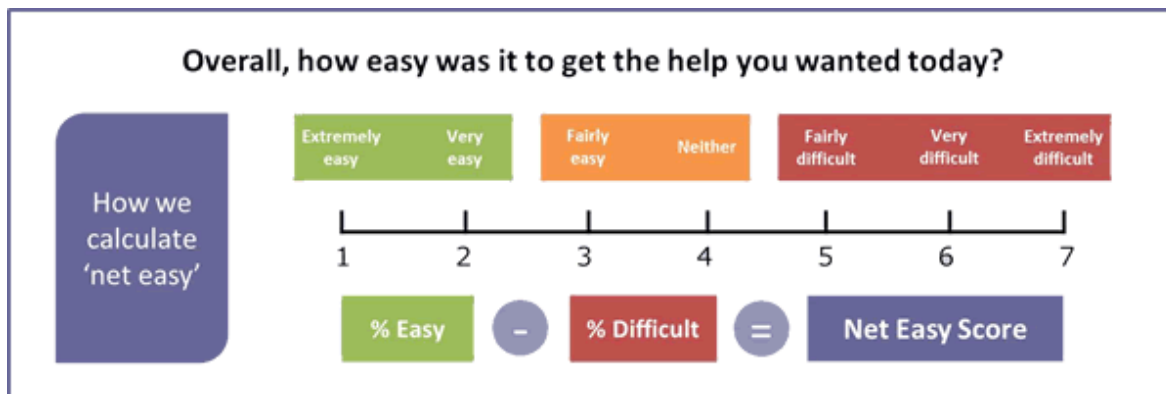 Overall, how easy was it to get the help you wanted today?
How we
calculate
‘net easy’
Extremely
easy
Very
easy
Fairly
easy
Neither
Fairly
difficult
Very
difficult
Extremely
difficult
1 2 3 4 5 6 7
% Easy - % Difficult = Net Easy Score